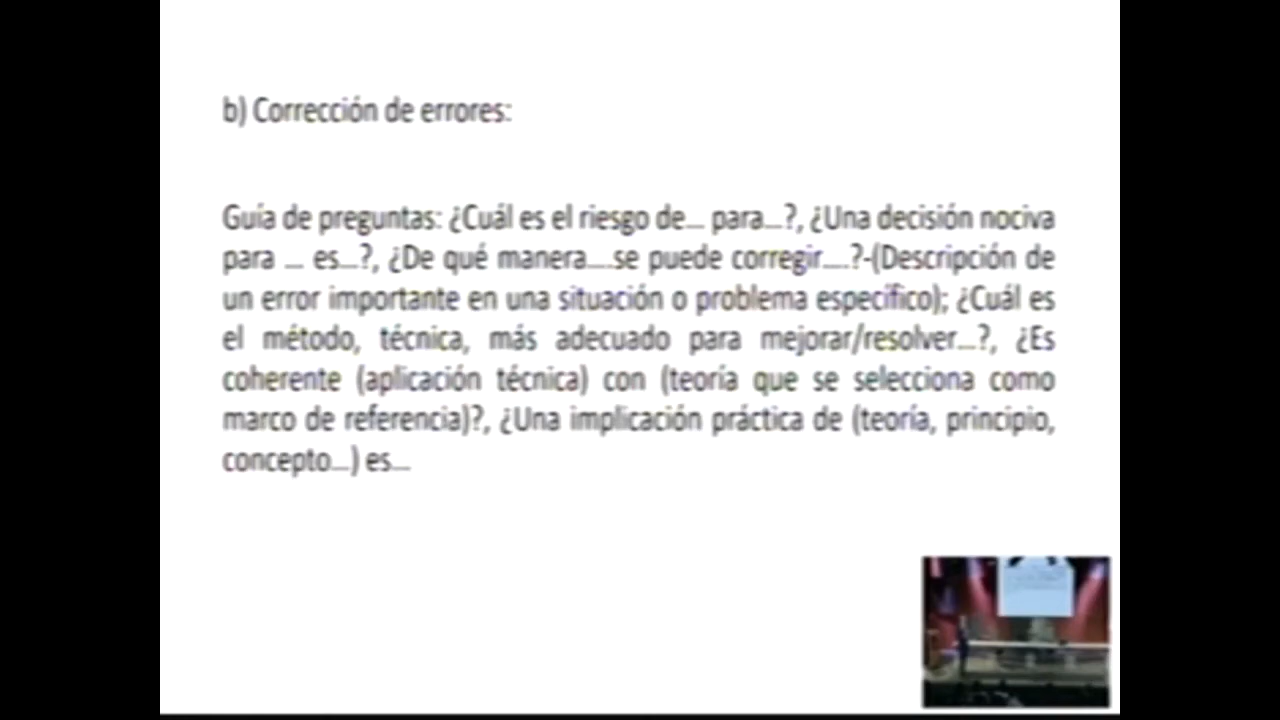 b) Corrección de errores:
Guía de preguntas: ¿Cuál es el riesgo de... para...?, ¿Una decisión nociva
para ... es...?, ¿De qué manera....se puede corregir....?-(Descripción de
un error importante en una situación o problema específico); ¿Cuál es
el método, técnica, más adecuado para mejorar/resolver...?, ¿Es
coherente (aplicación técnica) con (teoría que se selecciona como
marco de referencia)?, ¿Una implicación práctica de (teoría, principio,
concepto...) es...